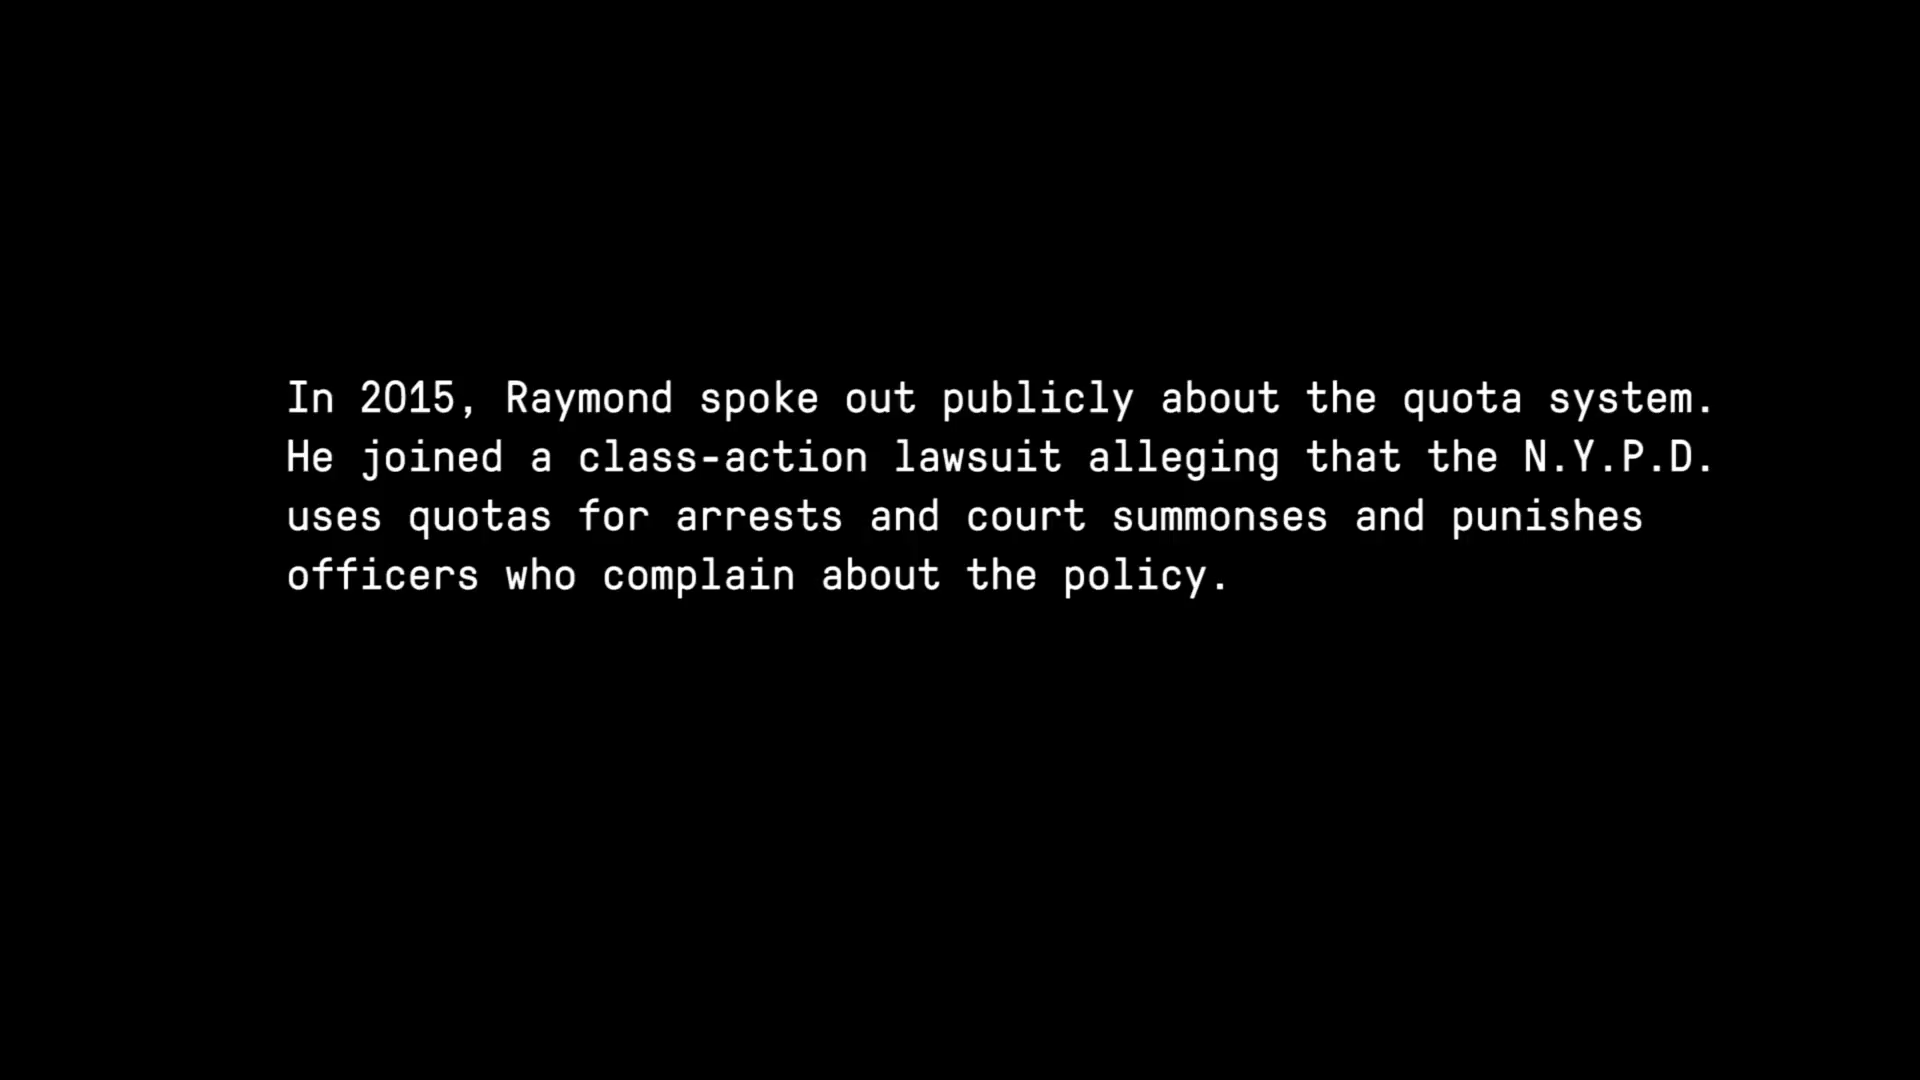 In 2015, Raymond spoke out publicly about the quota system.
He joined a class-action lawsuit alleging that the N.Y.P.D.
uses quotas for arrests and court summonses and punishes
officers who complain about the policy.